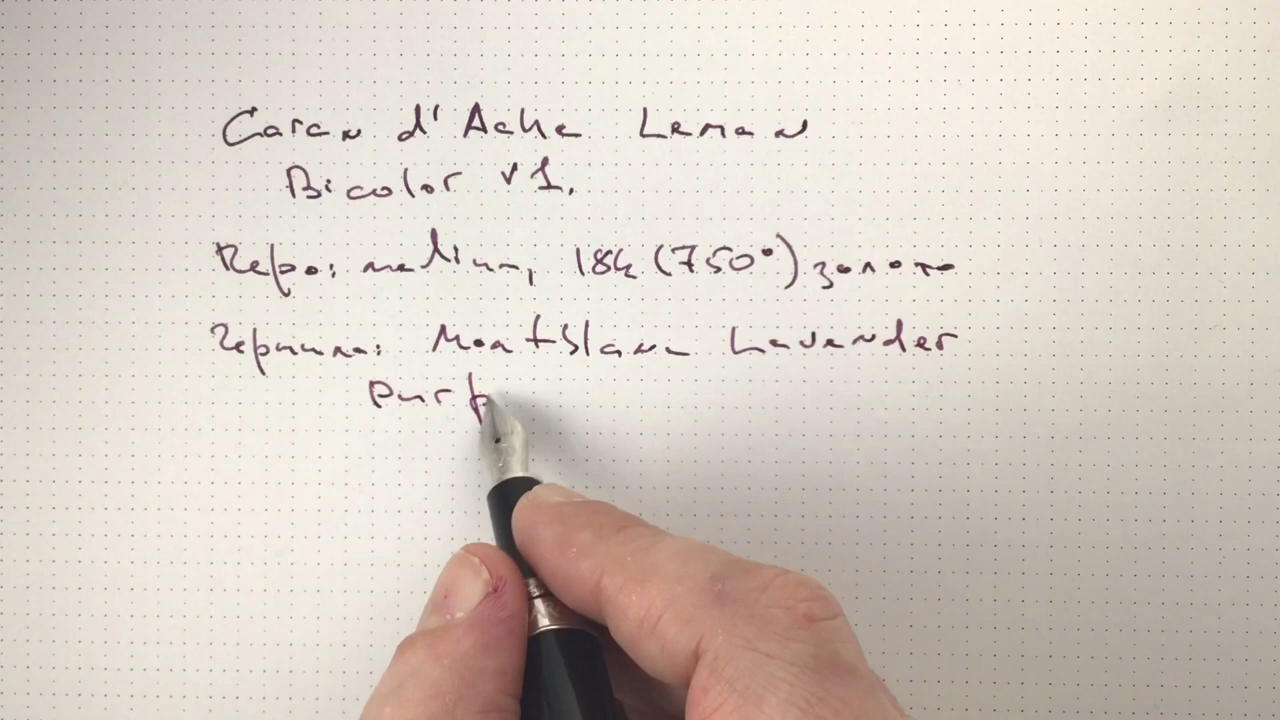 Caran d'Ache Leman
Bicolor v1.
Перо: medium, 18k (750°) золото
Чернила: Montblanc Lavender
Purp